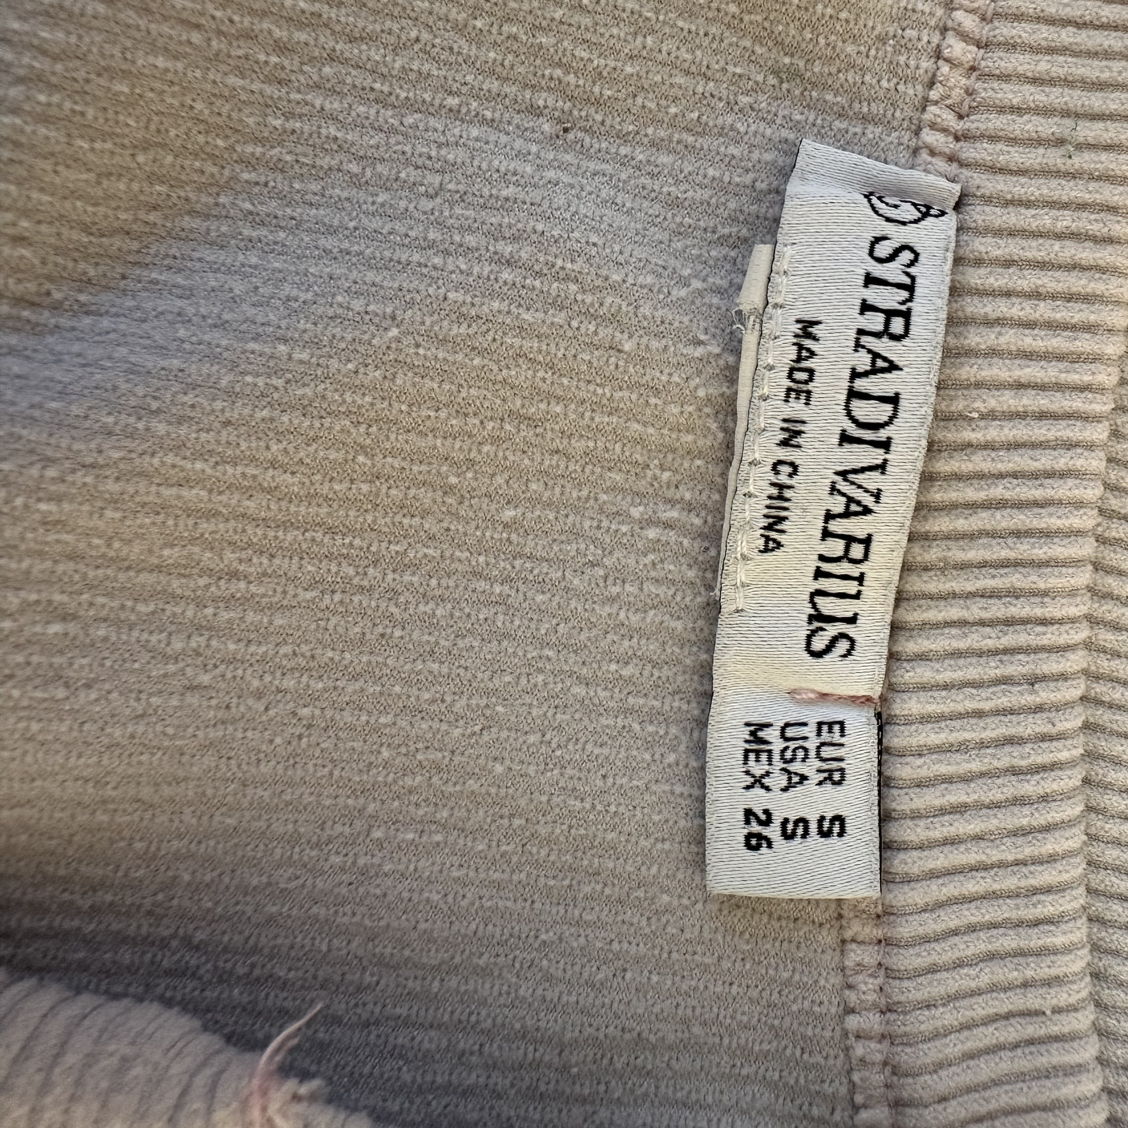 STRADIVARIUS
MADE IN CHINA
EUR S
USA S
MEX 26